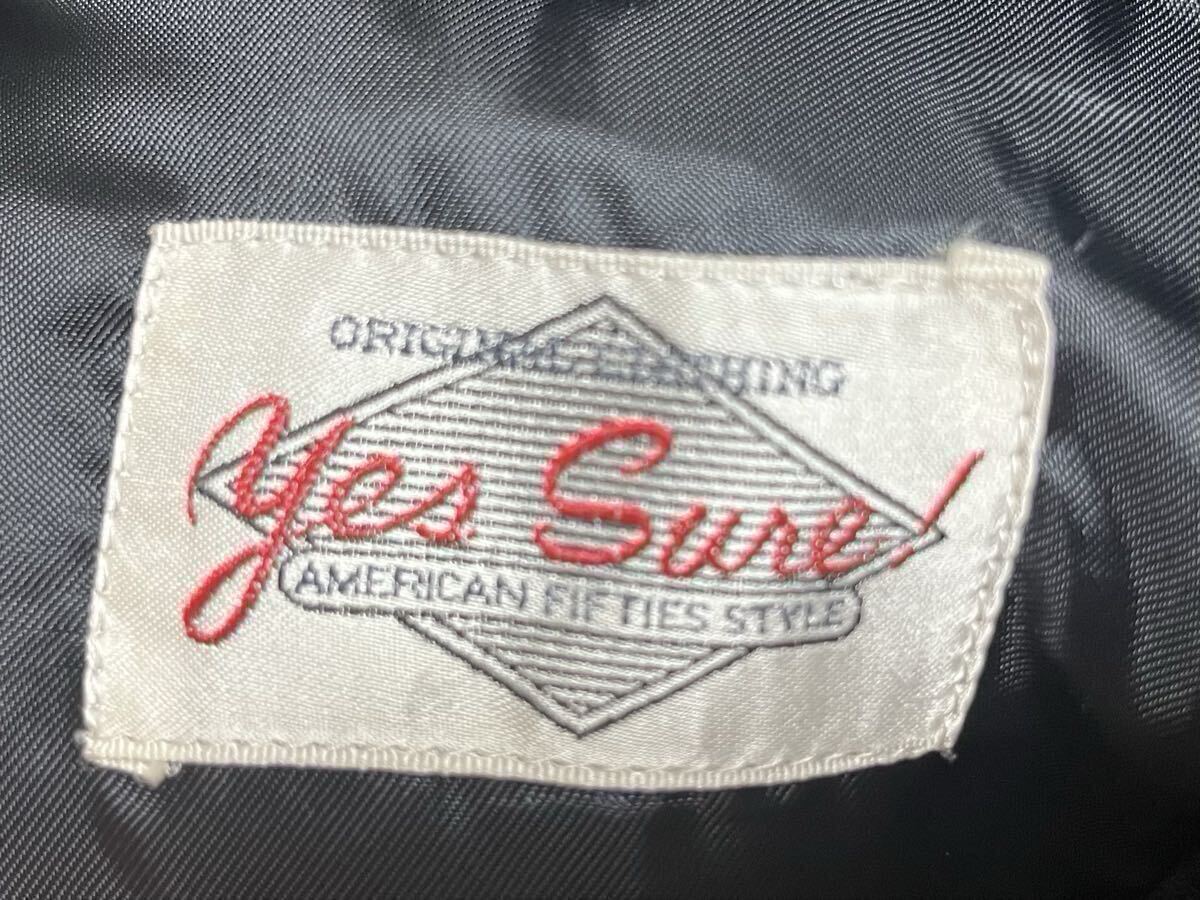 ORIGINAL CLOTHING
Yes Sure!
AMERICAN FIFTIES STYLE